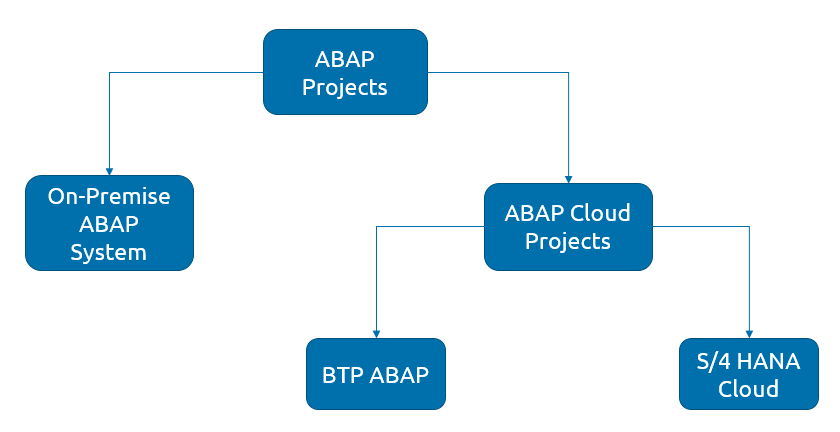 ABAP
Projects
On-Premise
ABAP
System
ABAP Cloud
Projects
BTP ABAP
S/4 HANA
Cloud